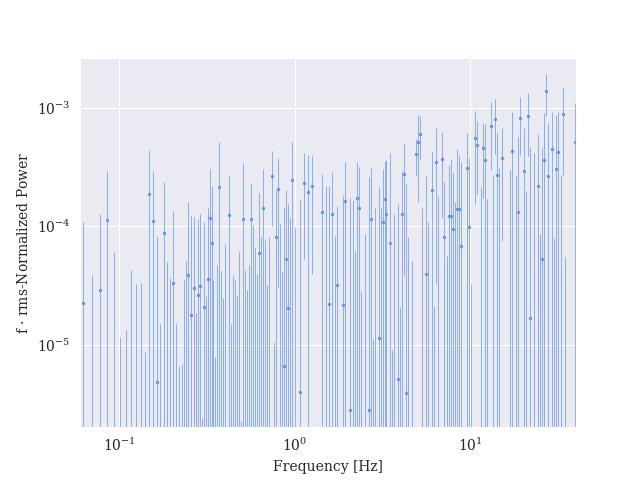 10⁻³
10⁻⁴
10⁻⁵
f · rms-Normalized Power
10⁻¹ 10⁰ 10¹
Frequency [Hz]